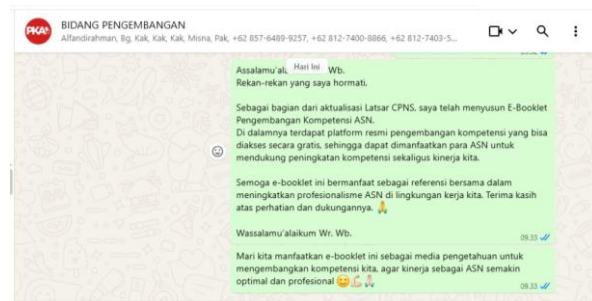 PKA
BIDANG PENGEMBANGAN
Alfandirahman, Bg, Kak, Kak, Kak, Misna, Pak, +62 857-6489-9257, +62 812-7400-8866, +62 812-7403-5...
Hari Ini
Assalamu'al Wb.
Rekan-rekan yang saya hormati.
Sebagai bagian dari aktualisasi Latsar CPNS, saya telah menyusun E-Booklet
Pengembangan Kompetensi ASN.
Di dalamnya terdapat platform resmi pengembangan kompetensi yang bisa
diakses secara gratis, sehingga dapat dimanfaatkan para ASN untuk
mendukung peningkatan kompetensi sekaligus kinerja kita.
Semoga e-booklet ini bermanfaat sebagai referensi bersama dalam
meningkatkan profesionalisme ASN di lingkungan kerja kita. Terima kasih
atas perhatian dan dukungannya. 🙏
Wassalamu'alaikum Wr. Wb.
09.33
Mari kita manfaatkan e-booklet ini sebagai media pengetahuan untuk
mengembangkan kompetensi kita, agar kinerja sebagai ASN semakin
optimal dan profesional 😊💪🏻🙏🏻
09.33